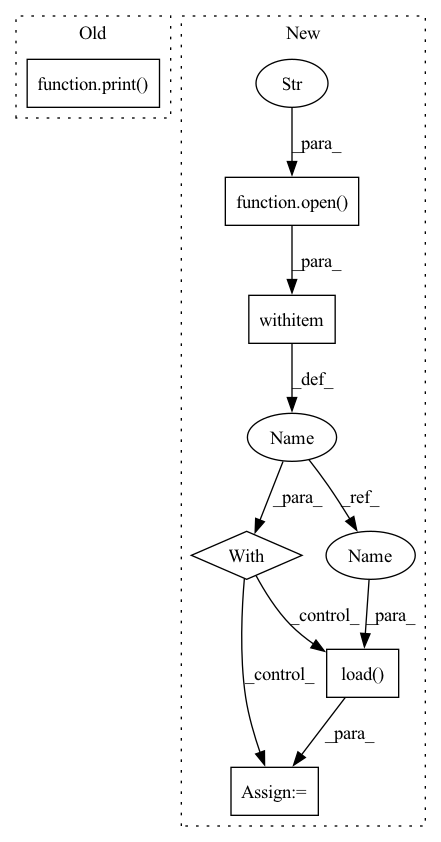 Old
New
function.print()
Str
_para_
function.open()
_para_
withitem
_def_
Name
_para_
_ref_
With
Name
_control_
_para_
_control_
load()
_para_
Assign:=